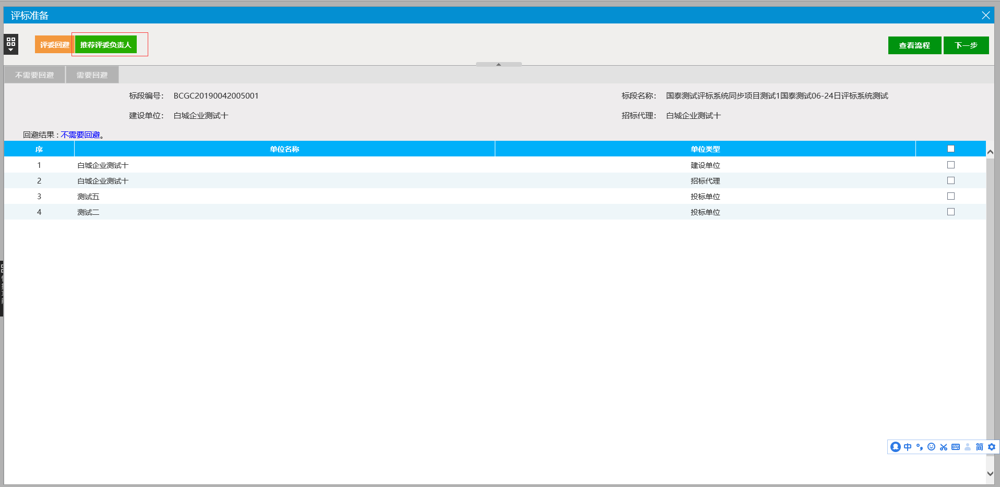 评标准备
评委回避 推荐评委负责人 查看流程 下一步
不需要回避 需要回避
标段编号： BCGC20190042005001 标段名称： 国泰测试评标系统同步项目测试1国泰测试06-24日评标系统测试
建设单位： 白城企业测试十 招标代理： 白城企业测试十
回避结果 : 不需要回避。
序 单位名称 单位类型
1 白城企业测试十 建设单位
2 白城企业测试十 招标代理
3 测试五 投标单位
4 测试二 投标单位
中 简